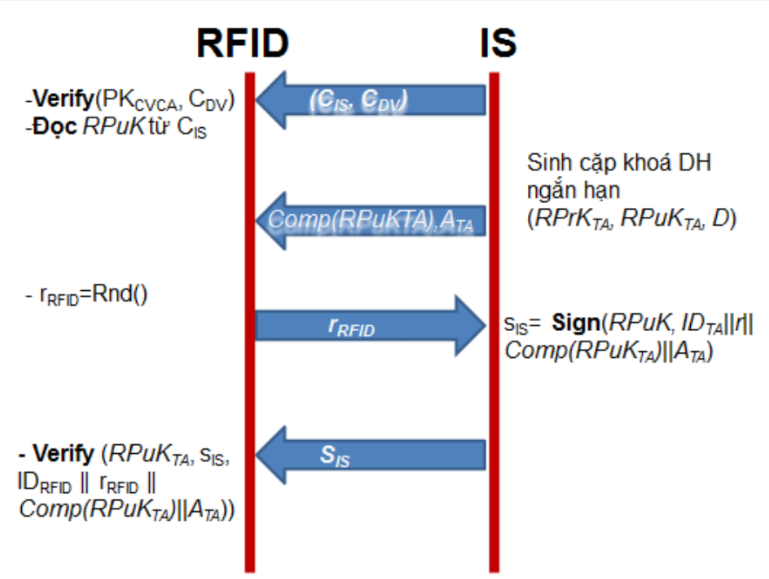 RFID
IS
-Verify(PKCVCA, CDV)
-Đọc RPuK từ CIS
(CIS, CDV)
Sinh cặp khoá DH
ngắn hạn
(RPrKTA, RPuKTA, D)
Comp(RPuKTA),ATA
- rRFID=Rnd()
rRFID
sIS= Sign(RPuK, IDTA||r||
Comp(RPuKTA)||ATA)
- Verify (RPuKTA, sIS,
IDRFID || rRFID ||
Comp(RPuKTA)||ATA))
SIS